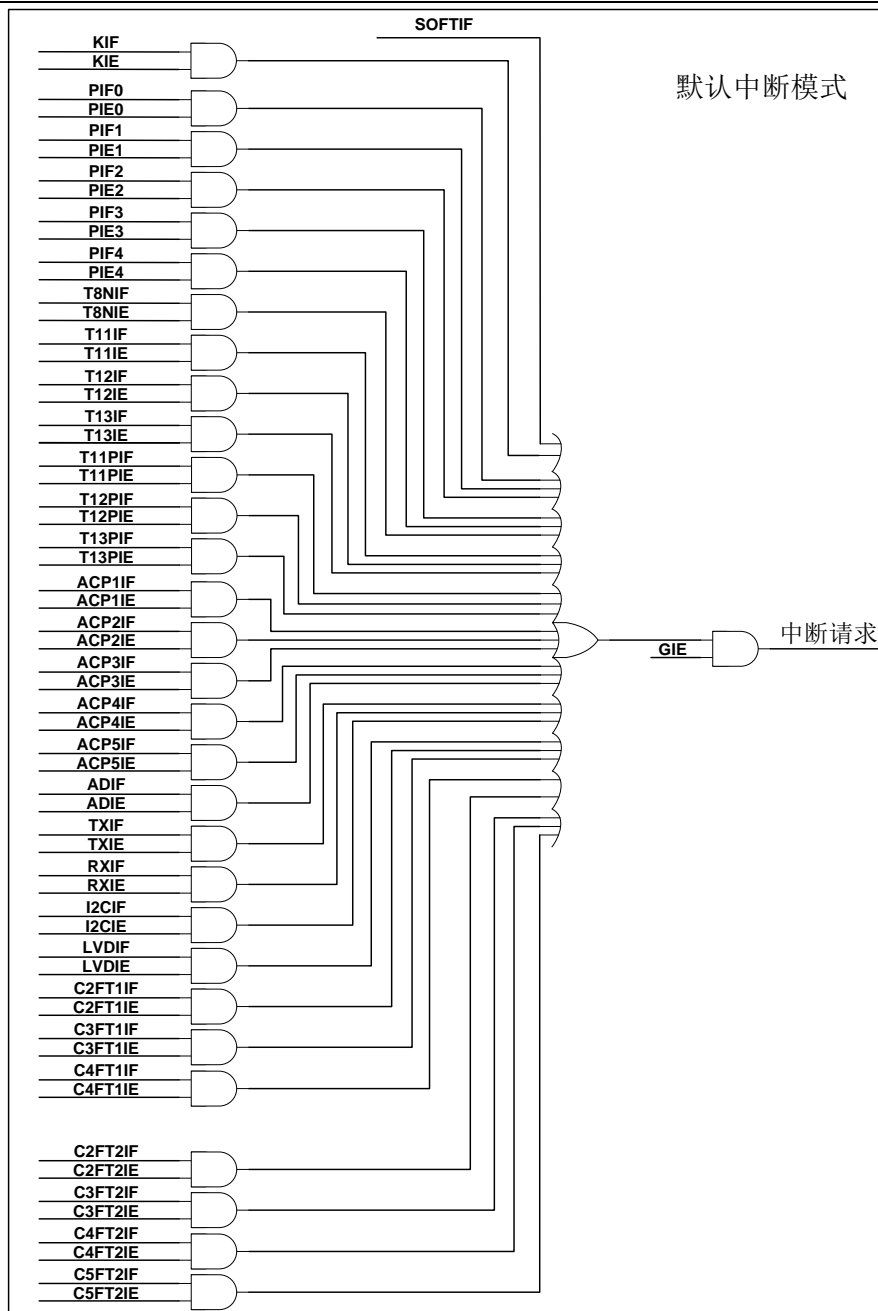 SOFTIF
KIF
KIE
默认中断模式
PIF0
PIE0
PIF1
PIE1
PIF2
PIE2
PIF3
PIE3
PIF4
PIE4
T8NIF
T8NIE
T11IF
T11IE
T12IF
T12IE
T13IF
T13IE
T11PIF
T11PIE
T12PIF
T12PIE
T13PIF
T13PIE
ACP1IF
ACP1IE
ACP2IF
ACP2IE
GIE
中断请求
ACP3IF
ACP3IE
ACP4IF
ACP4IE
ACP5IF
ACP5IE
ADIF
ADIE
TXIF
TXIE
RXIF
RXIE
I2CIF
I2CIE
LVDIF
LVDIE
C2FT1IF
C2FT1IE
C3FT1IF
C3FT1IE
C4FT1IF
C4FT1IE
C2FT2IF
C2FT2IE
C3FT2IF
C3FT2IE
C4FT2IF
C4FT2IE
C5FT2IF
C5FT2IE